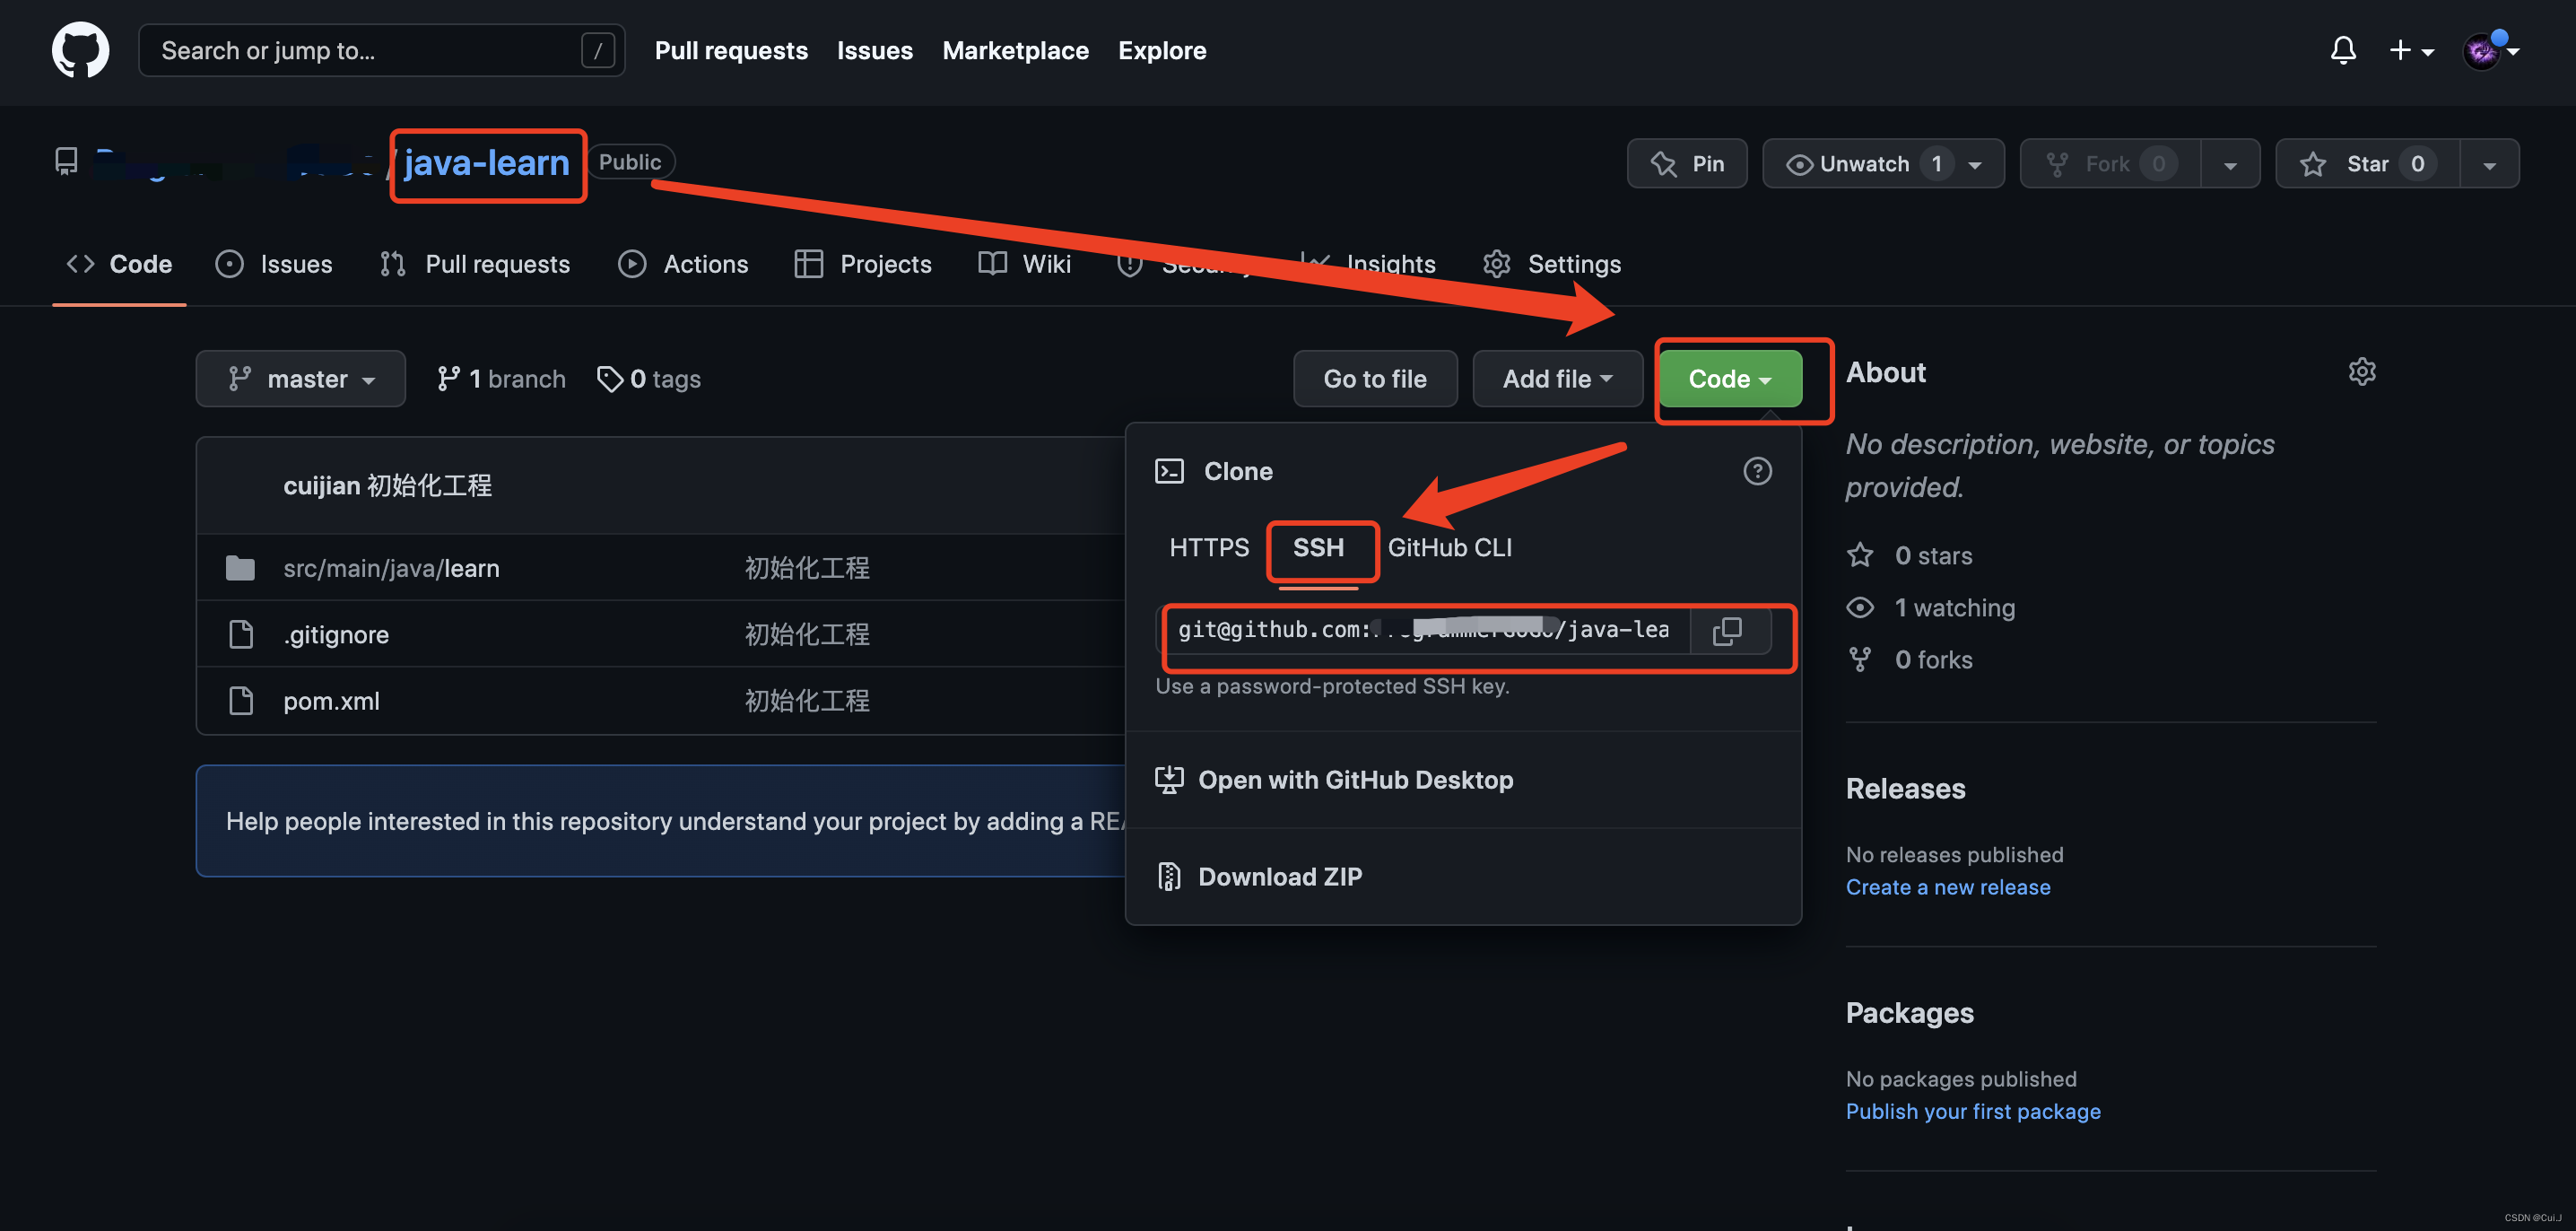 Search or jump to... /
Pull requests Issues Marketplace Explore
/java-learn Public
Pin Unwatch 1 Fork 0 Star 0
Code Issues Pull requests Actions Projects Wiki Security Insights Settings
master 1 branch 0 tags
Go to file Add file Code
About
No description, website, or topics
provided.
0 stars
1 watching
0 forks
Releases
No releases published
Create a new release
Packages
No packages published
Publish your first package
cuijian 初始化工程
src/main/java/learn 初始化工程
.gitignore 初始化工程
pom.xml 初始化工程
Help people interested in this repository understand your project by adding a REA
Clone
HTTPS SSH GitHub CLI
git@github.com: /java-lea
Use a password-protected SSH key.
Open with GitHub Desktop
Download ZIP
CSDN @Cui.J